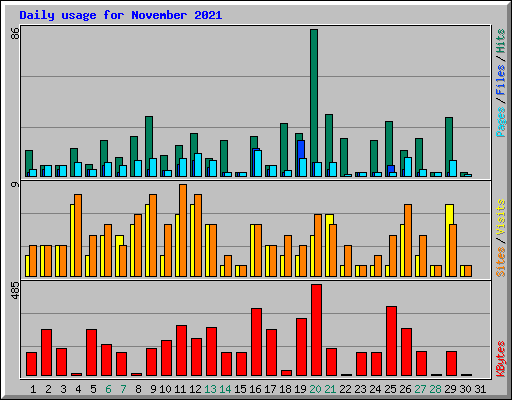 Daily usage for November 2021
86
Pages / Files / Hits
9
Sites / Visits
485
KBytes
1 2 3 4 5 6 7 8 9 10 11 12 13 14 15 16 17 18 19 20 21 22 23 24 25 26 27 28 29 30 31